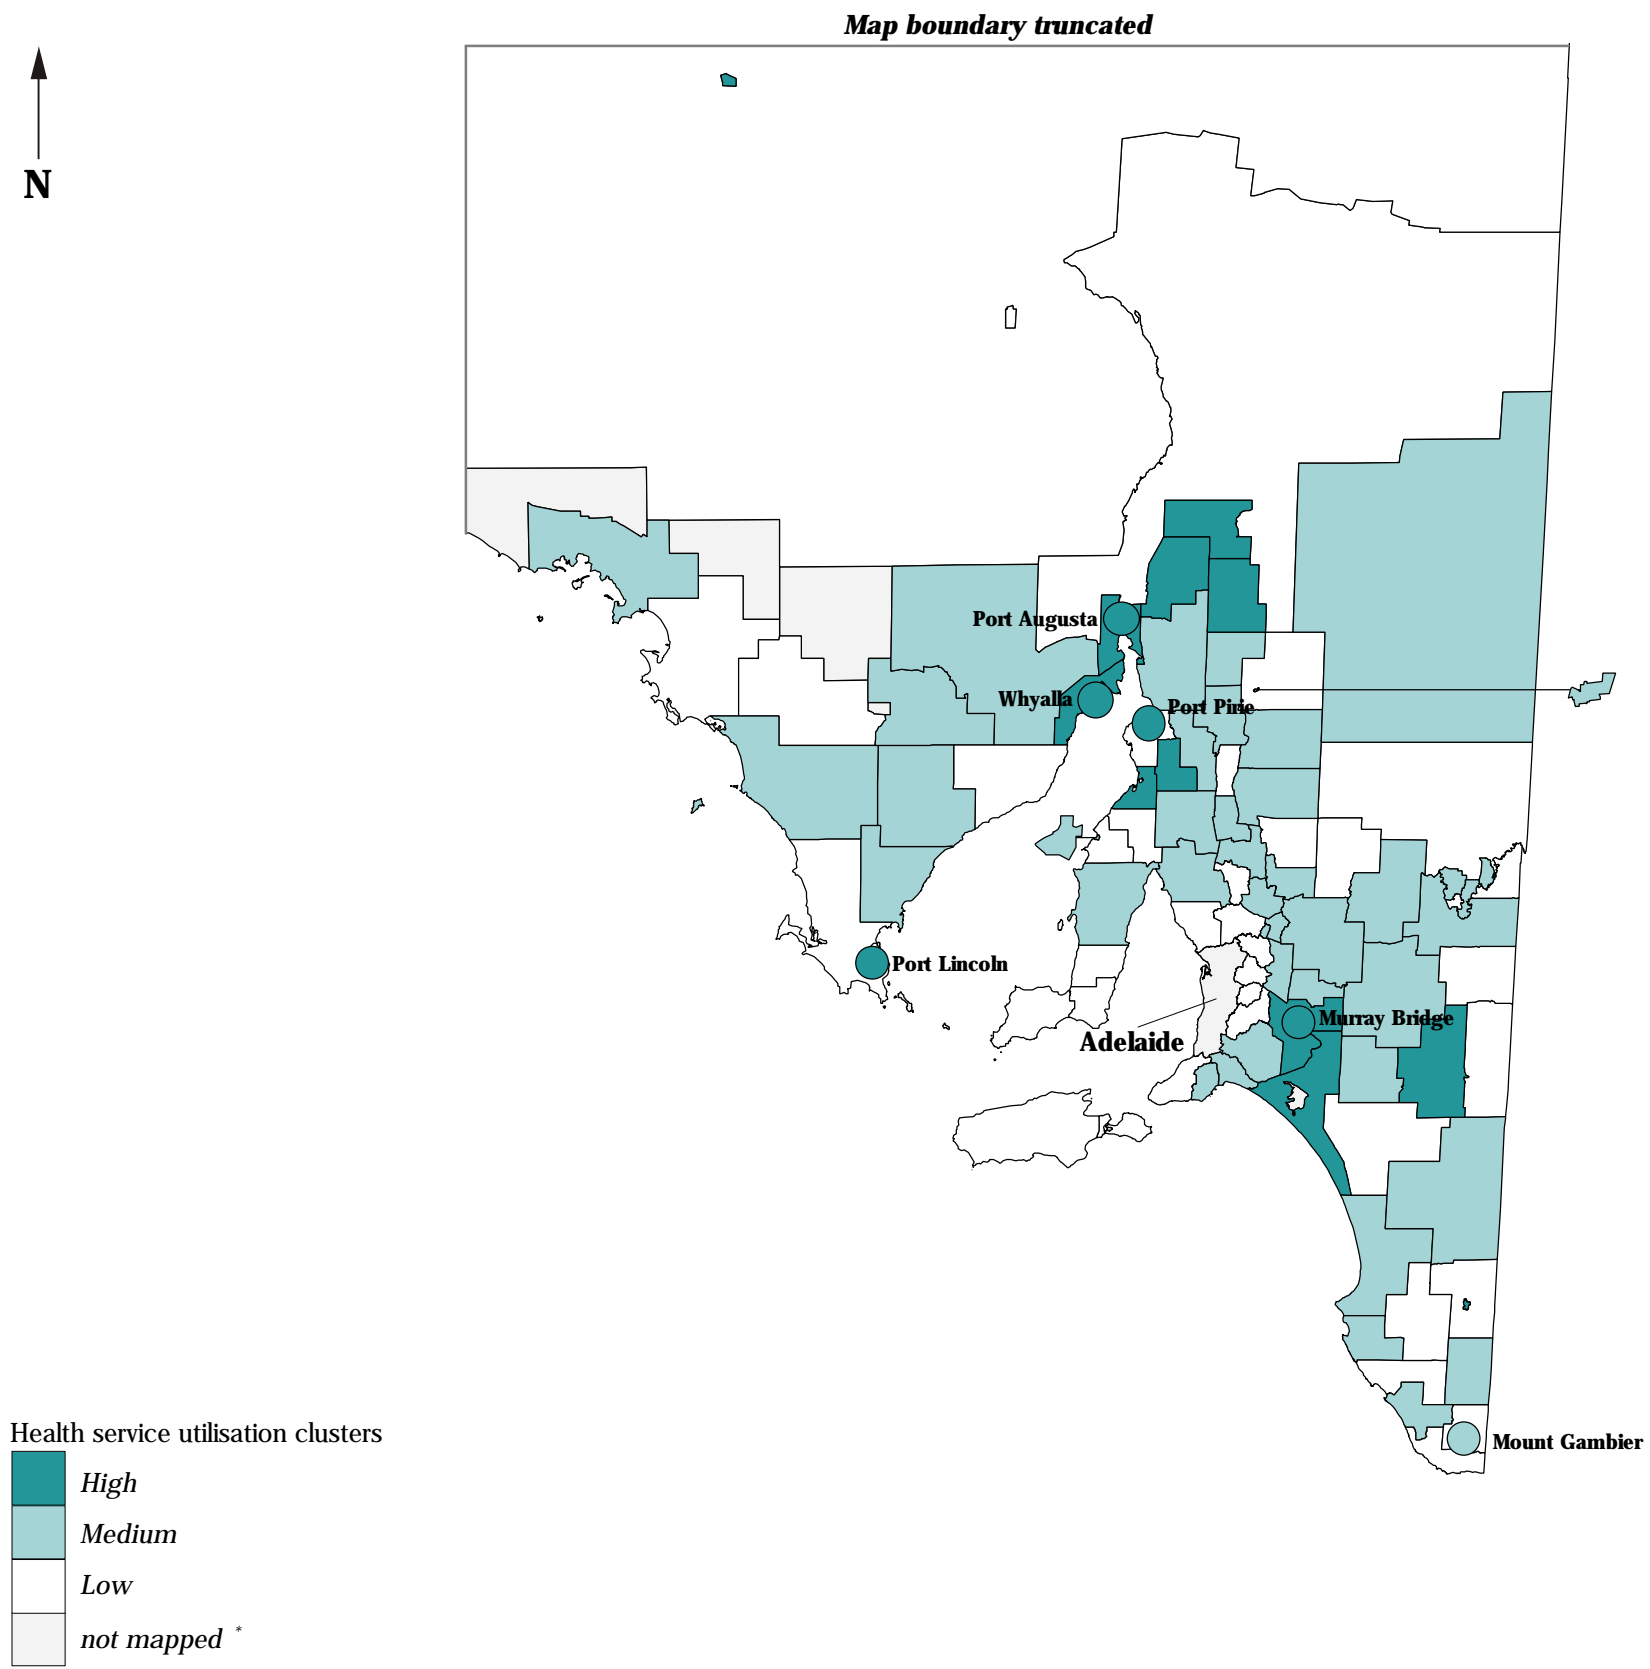 Map boundary truncated
N
Port Augusta
Whyalla
Port Pirie
Port Lincoln
Murray Bridge
Adelaide
Mount Gambier
Health service utilisation clusters
High
Medium
Low
not mapped *